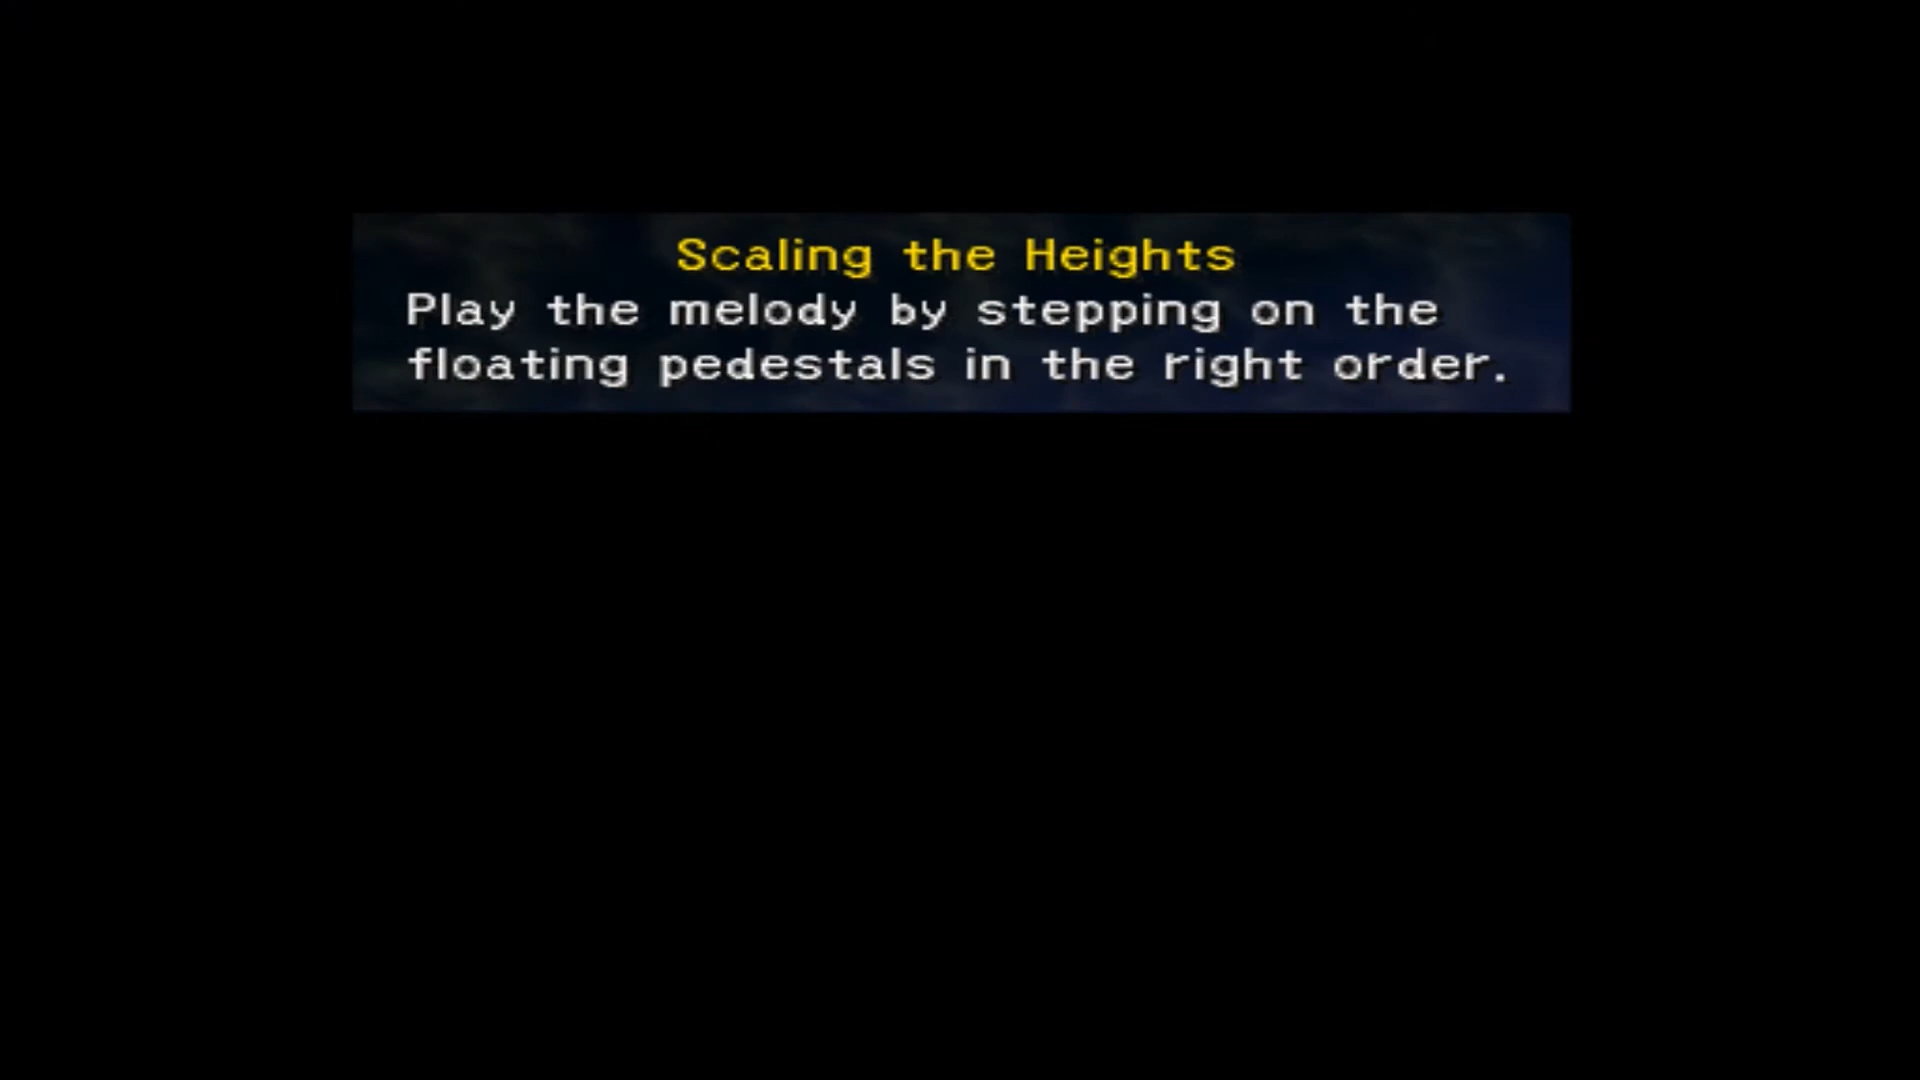 Scaling the Heights
Play the melody by stepping on the
floating pedestals in the right order.